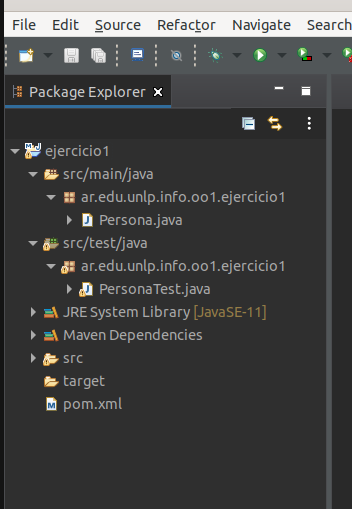 File Edit Source Refactor Navigate Search
Package Explorer
ejercicio1
src/main/java
ar.edu.unlp.info.oo1.ejercicio1
Persona.java
src/test/java
ar.edu.unlp.info.oo1.ejercicio1
PersonaTest.java
JRE System Library [JavaSE-11]
Maven Dependencies
src
target
pom.xml